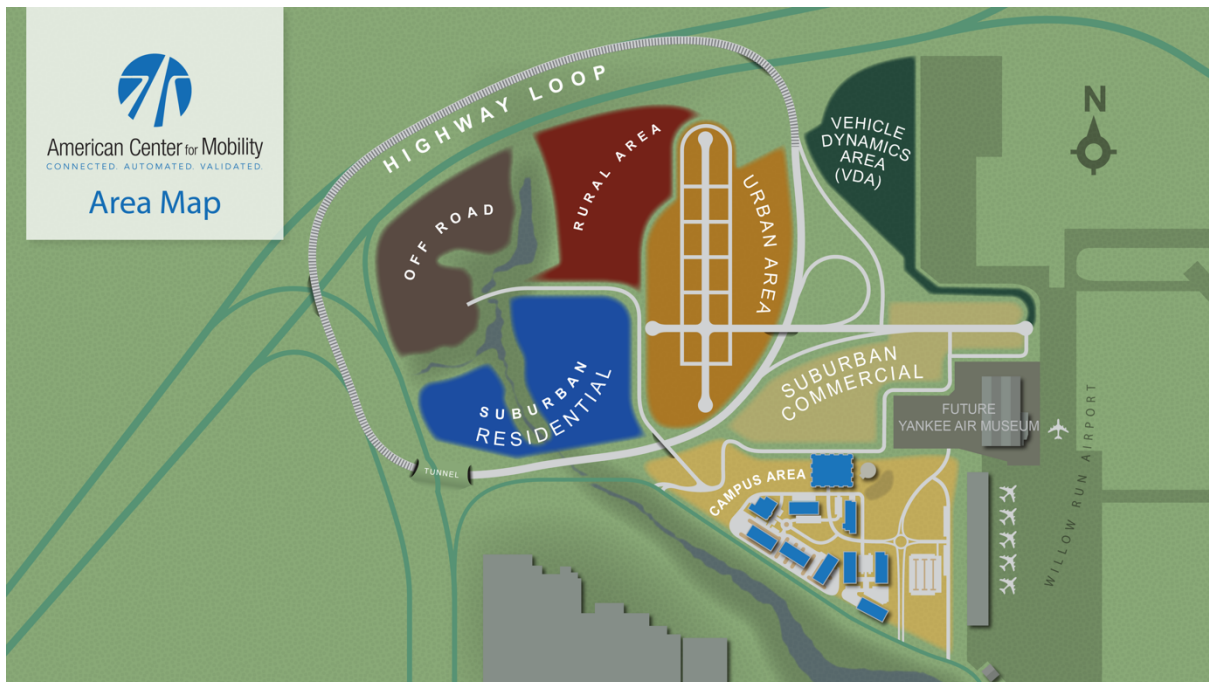 American Center for Mobility
CONNECTED. AUTOMATED. VALIDATED.
Area Map
HIGHWAY LOOP
N
RURAL AREA
VEHICLE
DYNAMICS
AREA
(VDA)
OFF ROAD
URBAN AREA
SUBURBAN
RESIDENTIAL
SUBURBAN
COMMERCIAL
FUTURE
YANKEE AIR MUSEUM
TUNNEL
CAMPUS AREA
WILLOW RUN AIRPORT